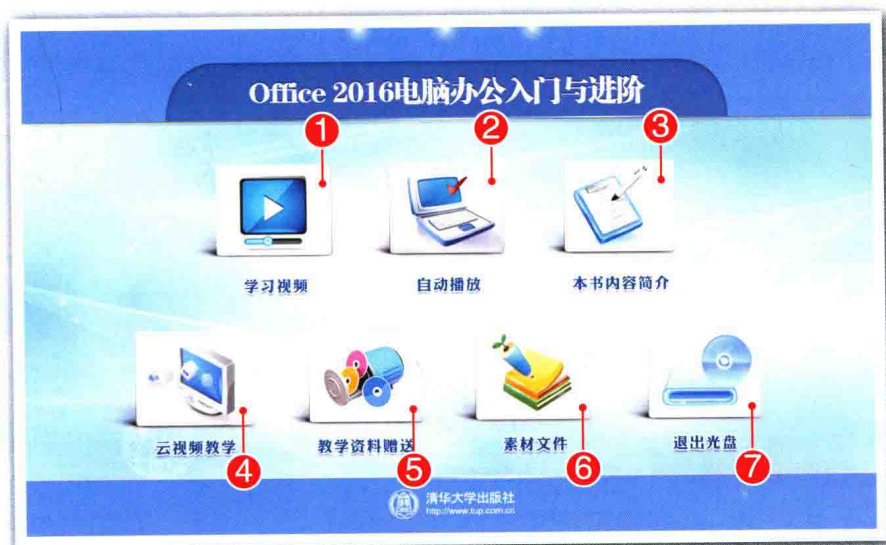 Office 2016电脑办公入门与进阶
1
2
3
学习视频
自动播放
本书内容简介
云视频教学
教学资料赠送
素材文件
退出光盘
4
5
6
7
清华大学出版社
http://www.tup.com.cn